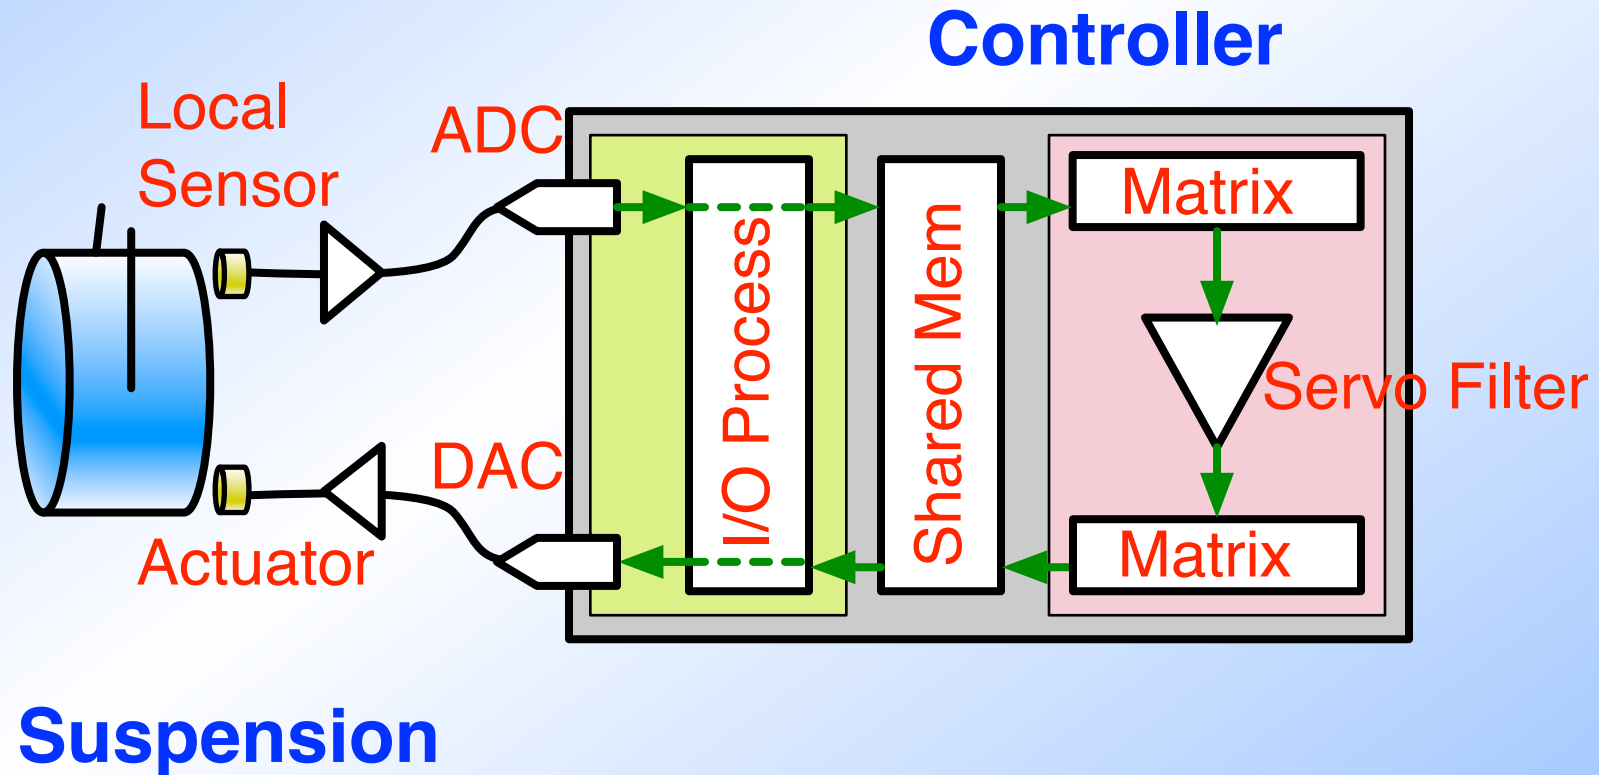 Controller
Local
Sensor
ADC
I/O Process
Shared Mem
Matrix
Servo Filter
DAC
Matrix
Actuator
Suspension